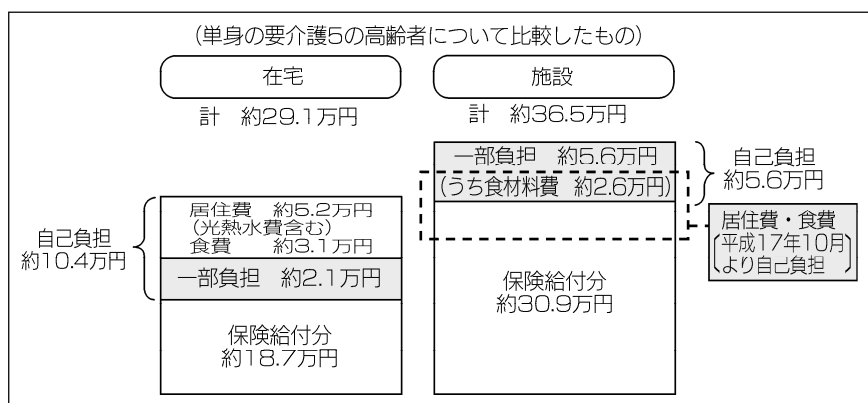 (単身の要介護5の高齢者について比較したもの)
在宅
施設
計 約29.1万円
計 約36.5万円
自己負担
約10.4万円
居住費 約5.2万円
(光熱水費含む)
食費 約3.1万円
一部負担 約2.1万円
保険給付分
約18.7万円
一部負担 約5.6万円
(うち食材料費 約2.6万円)
保険給付分
約30.9万円
自己負担
約5.6万円
居住費・食費
〔平成17年10月
より自己負担〕